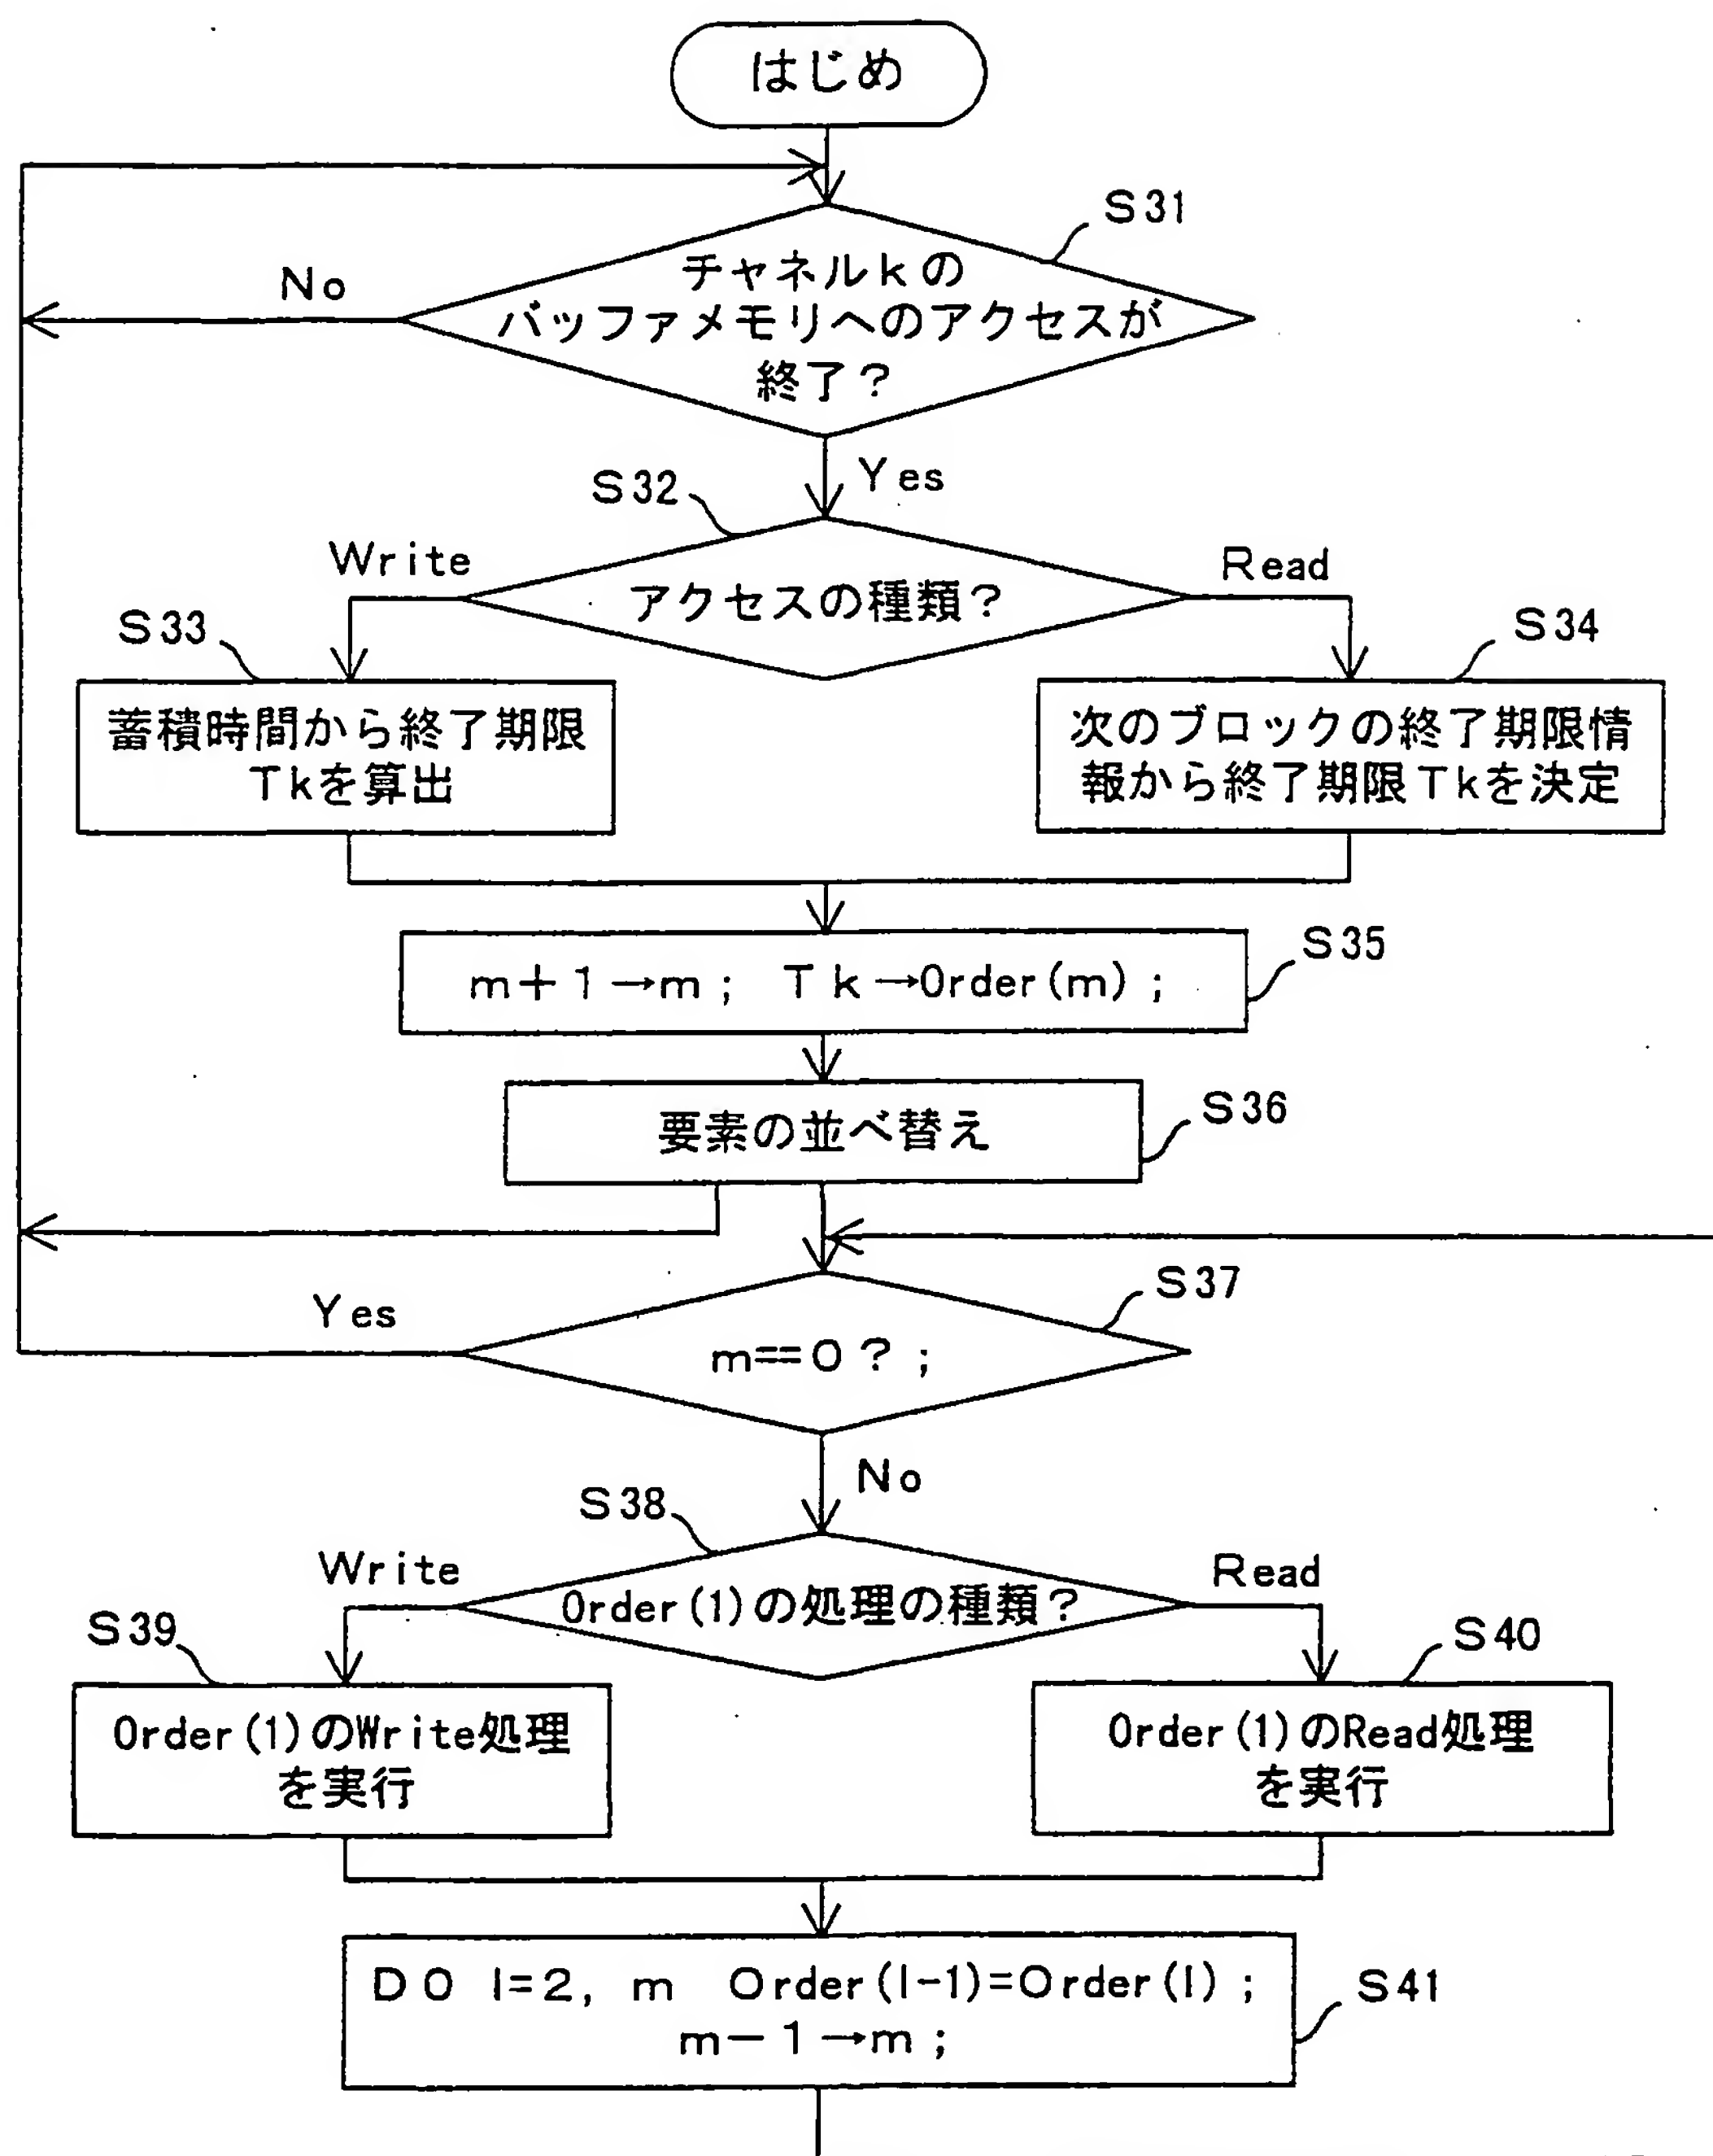 はじめ
S31
チャネルkの
バッファメモリへのアクセスが
終了?
No
Yes
S32
Write
アクセスの種類?
Read
S33
蓄積時間から終了期限
Tkを算出
S34
次のブロックの終了期限情
報から終了期限Tkを決定
S35
m+1→m; Tk→Order(m);
S36
要素の並べ替え
S37
Yes
m==0?;
No
S38
Write
Order(1)の処理の種類?
Read
S39
Order(1)のWrite処理
を実行
S40
Order(1)のRead処理
を実行
S41
DO l=2, m Order(l-1)=Order(l);
m-1→m;